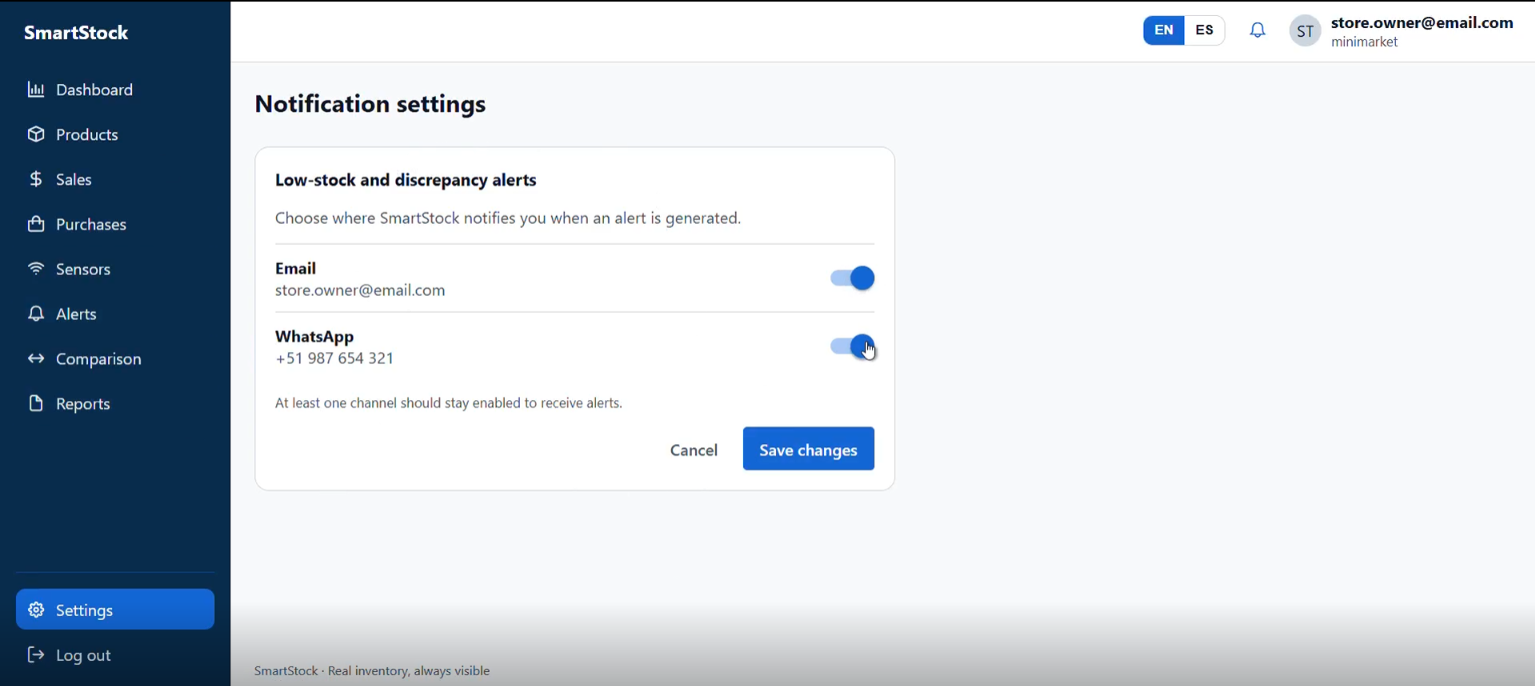 SmartStock
Dashboard
Products
Sales
Purchases
Sensors
Alerts
Comparison
Reports
Settings
Log out
EN ES
ST
store.owner@email.com
minimarket
Notification settings
Low-stock and discrepancy alerts
Choose where SmartStock notifies you when an alert is generated.
Email
store.owner@email.com
WhatsApp
+51 987 654 321
At least one channel should stay enabled to receive alerts.
Cancel Save changes
SmartStock · Real inventory, always visible